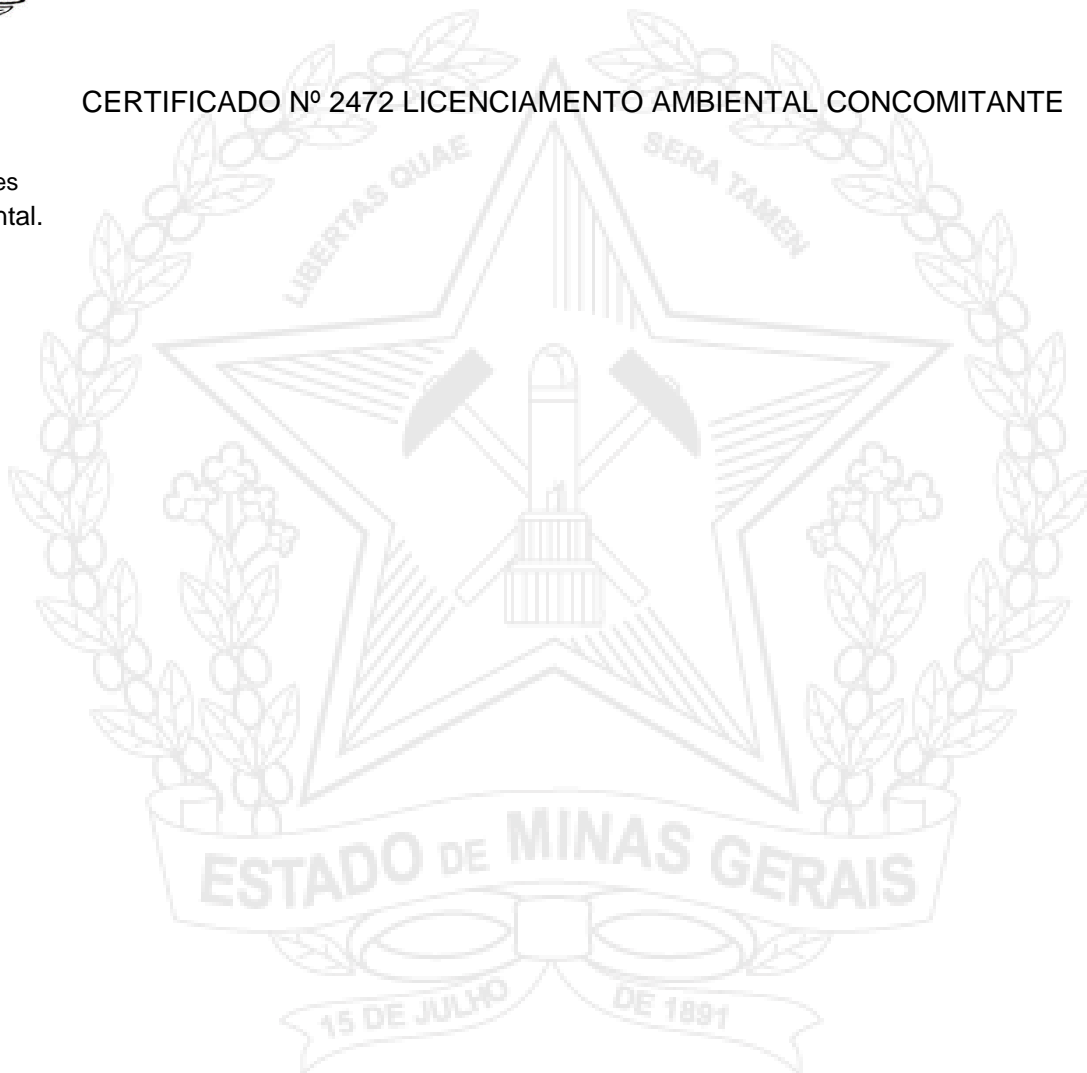 CERTIFICADO Nº 2472 LICENCIAMENTO AMBIENTAL CONCOMITANTE
es
ntal.
LIBERTAS QUAE SERA TAMEN
ESTADO DE MINAS GERAIS
15 DE JULHO DE 1891